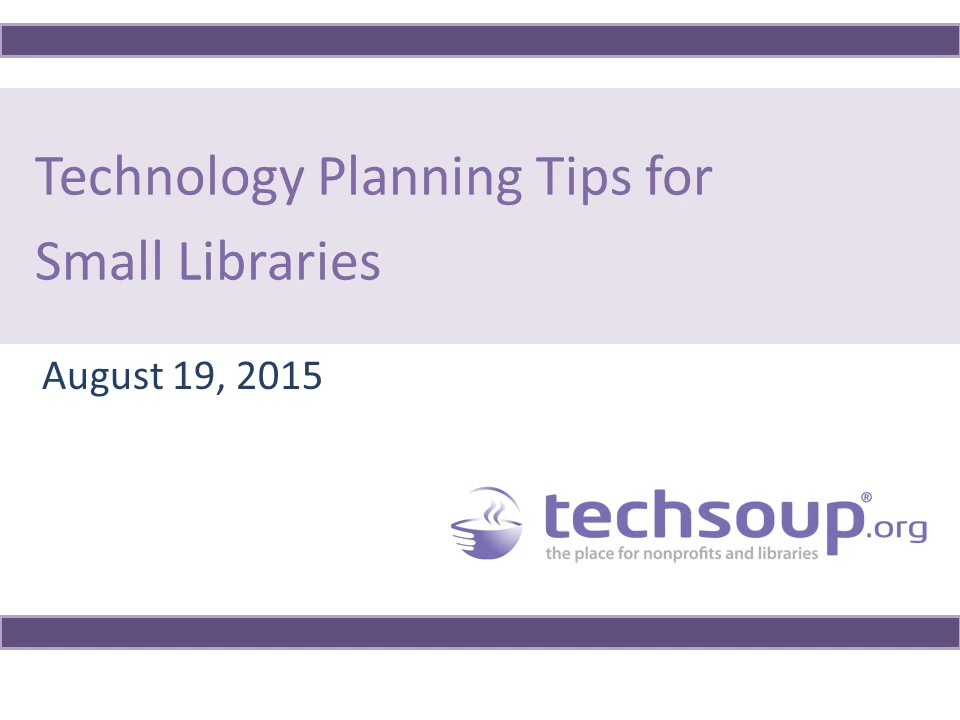 Technology Planning Tips for
Small Libraries
August 19, 2015
techsoup®.org
the place for nonprofits and libraries